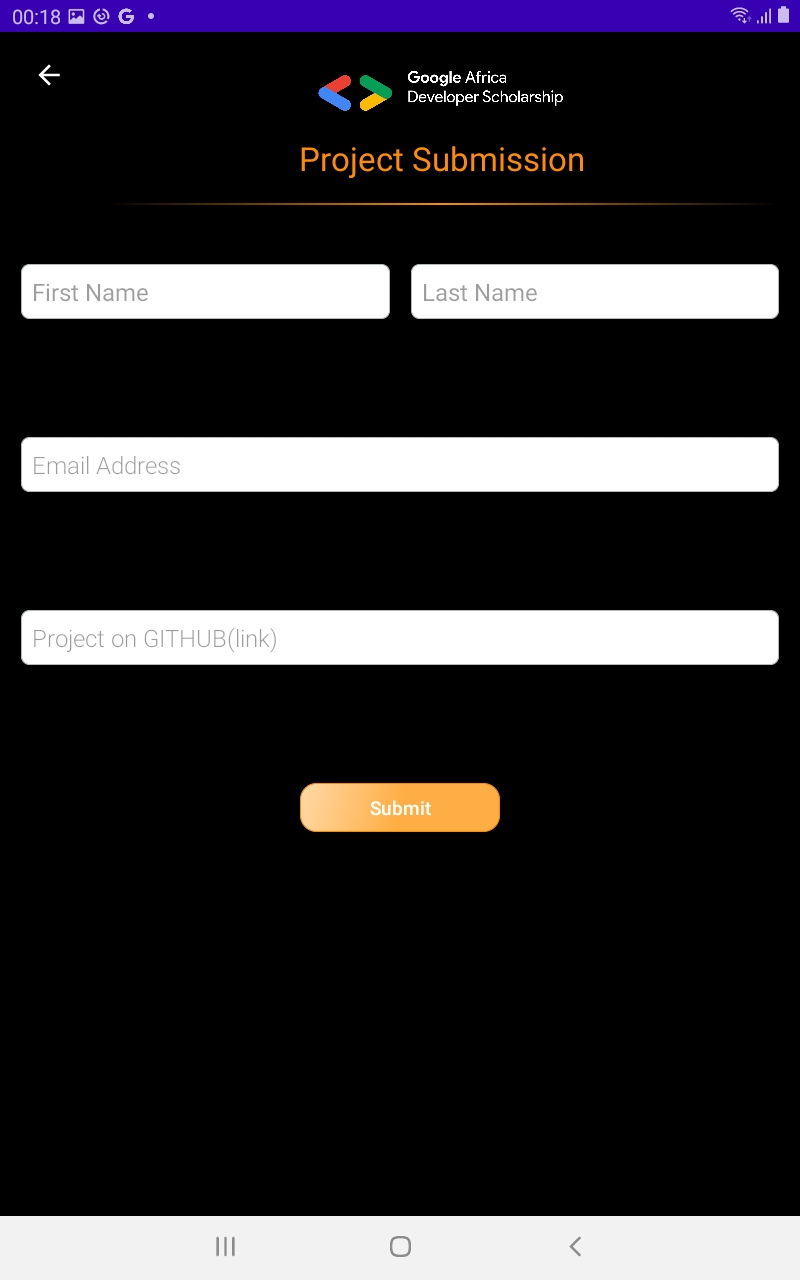 00:18
Google Africa
Developer Scholarship
Project Submission
First Name
Last Name
Email Address
Project on GITHUB(link)
Submit